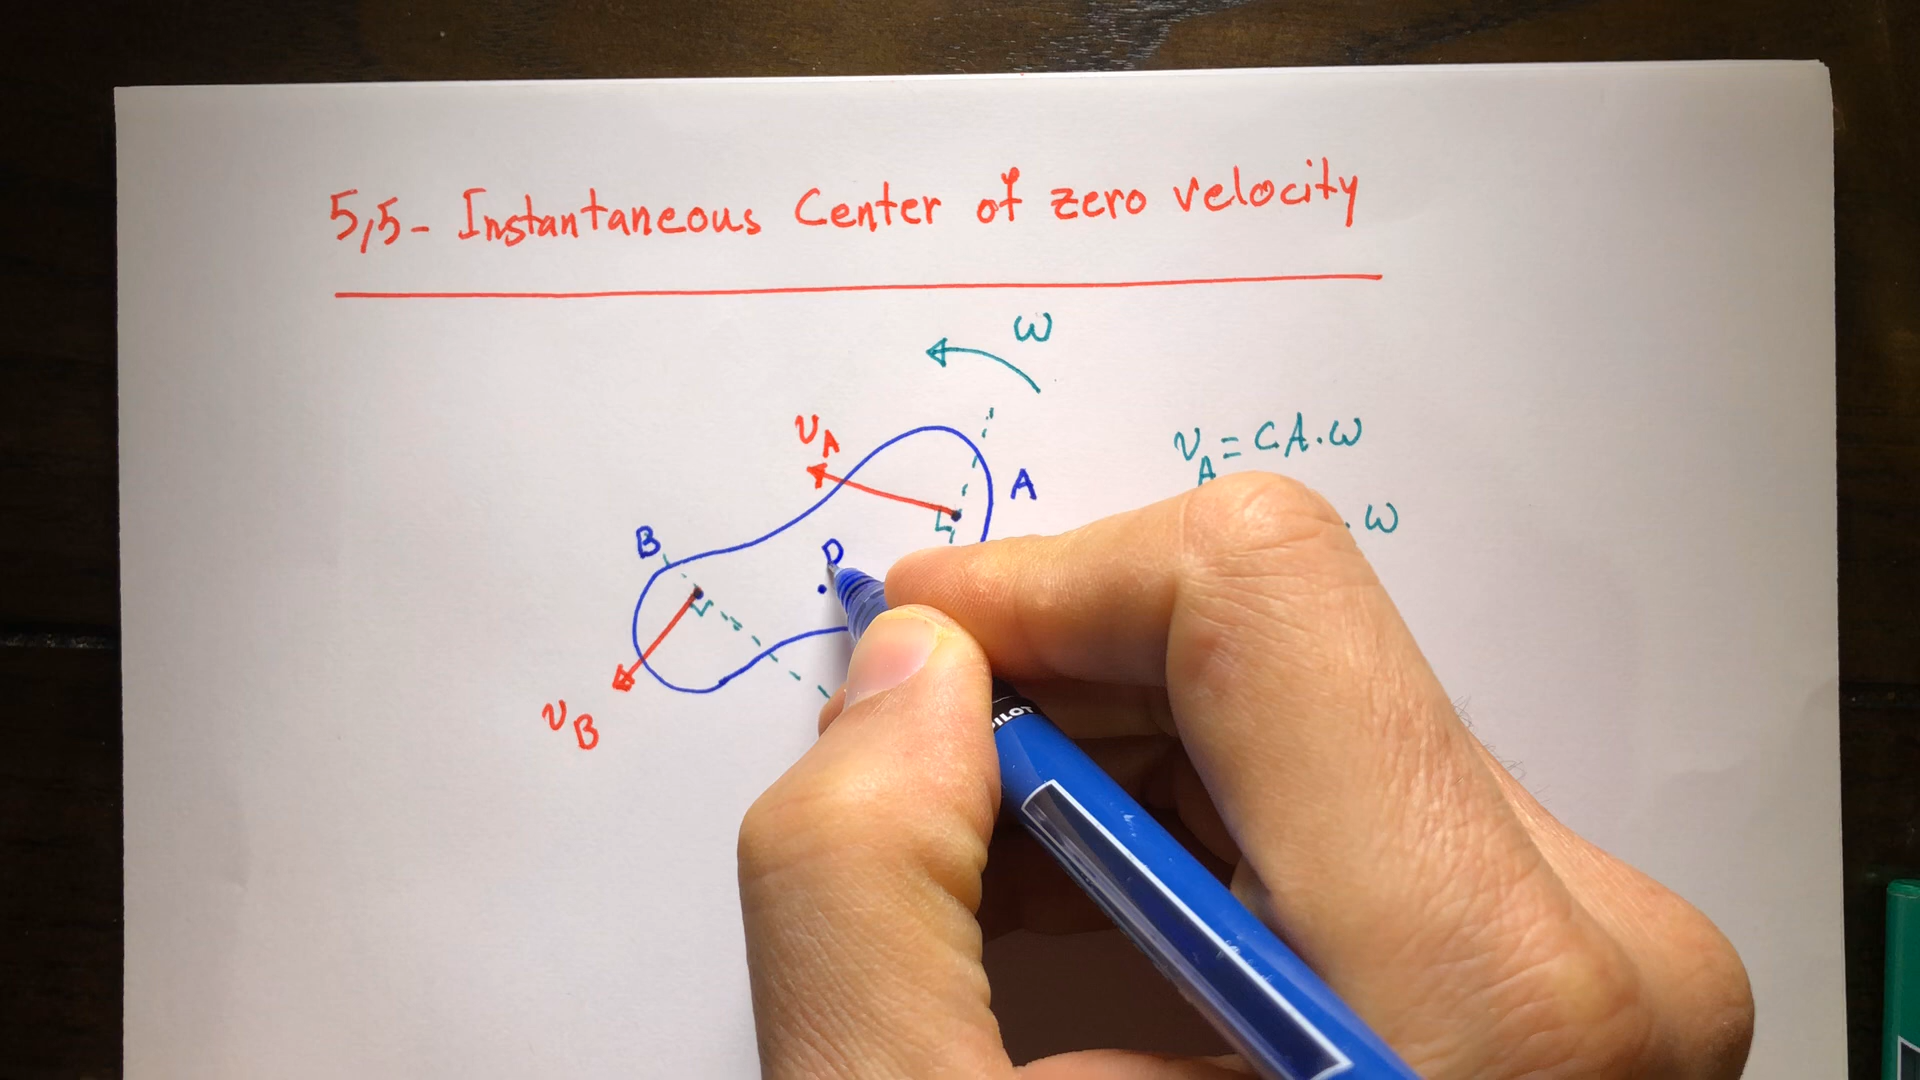 5,5- Instantaneous Center of zero velocity
ω
v_A
v_A = CA.ω
A
. ω
B
D
v_B